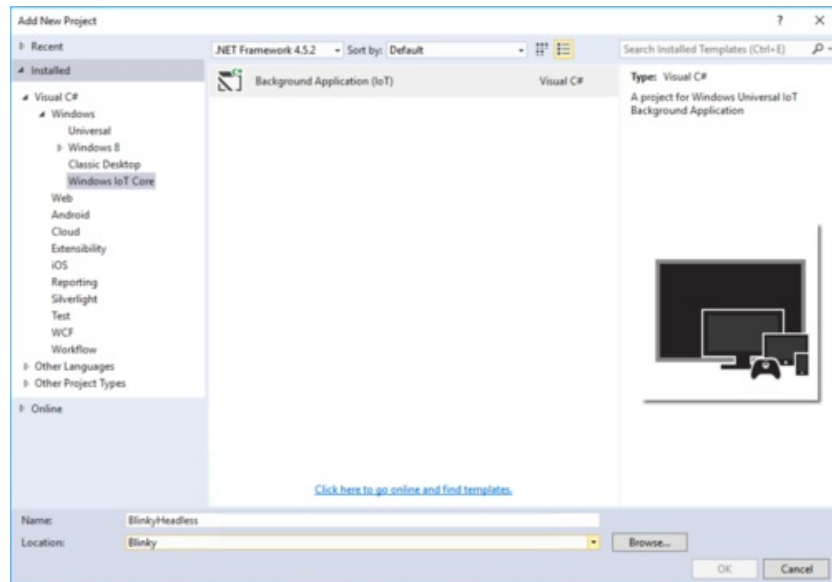 Add New Project
? X
Recent
.NET Framework 4.5.2
Sort by: Default
Search Installed Templates (Ctrl+E)
Installed
Visual C#
Windows
Universal
Windows 8
Classic Desktop
Windows IoT Core
Web
Android
Cloud
Extensibility
iOS
Reporting
Silverlight
Test
WCF
Workflow
Other Languages
Other Project Types
Online
Background Application (IoT) Visual C#
Type: Visual C#
A project for Windows Universal IoT
Background Application
Click here to go online and find templates.
Name: BlinkyHeadless
Location: Blinky
Browse...
OK Cancel